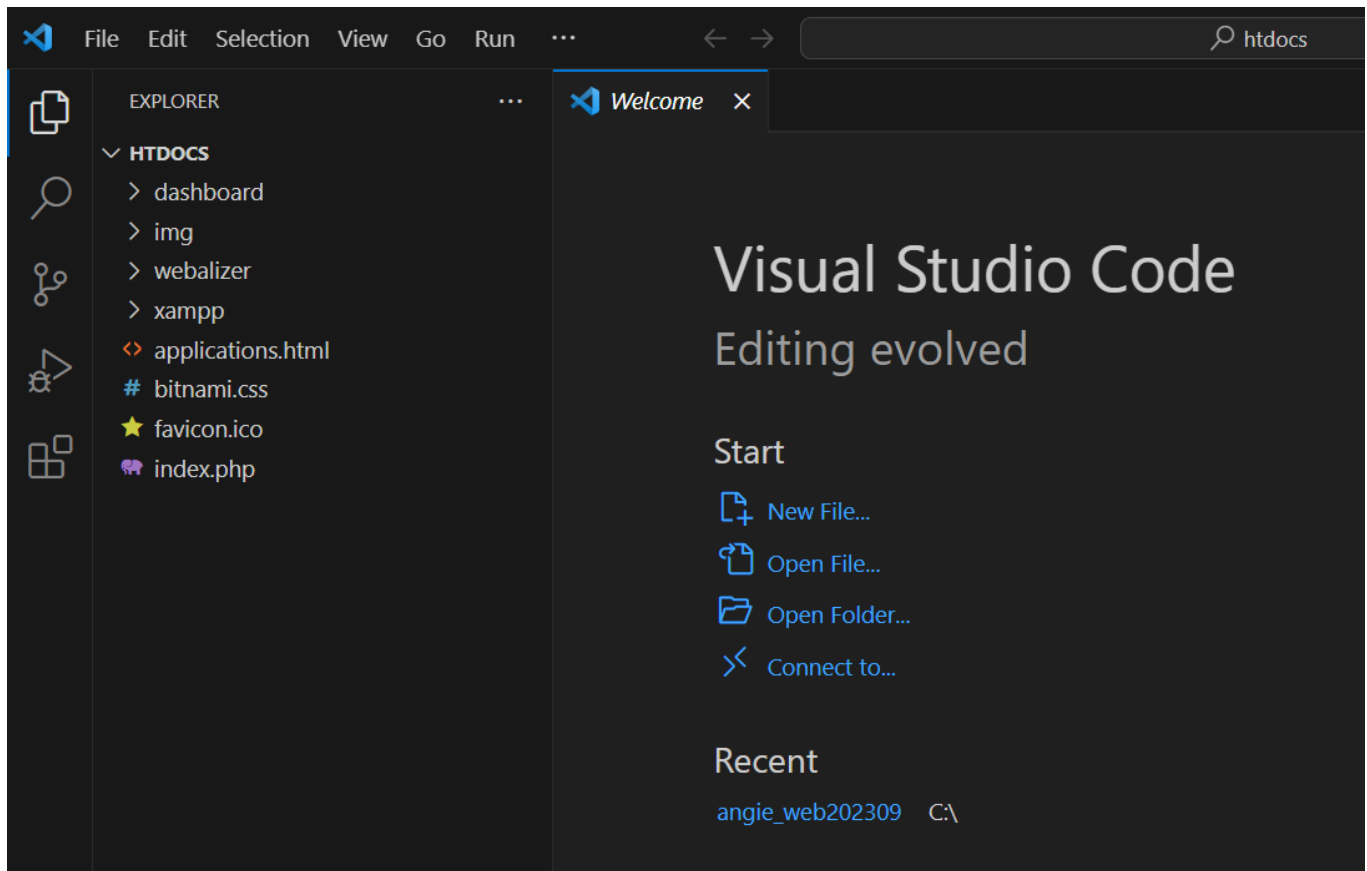 File Edit Selection View Go Run ··· htdocs
EXPLORER ···
Welcome
HTDOCS
dashboard
img
webalizer
xampp
applications.html
bitnami.css
favicon.ico
index.php
Visual Studio Code
Editing evolved
Start
New File...
Open File...
Open Folder...
Connect to...
Recent
angie_web202309 C:\